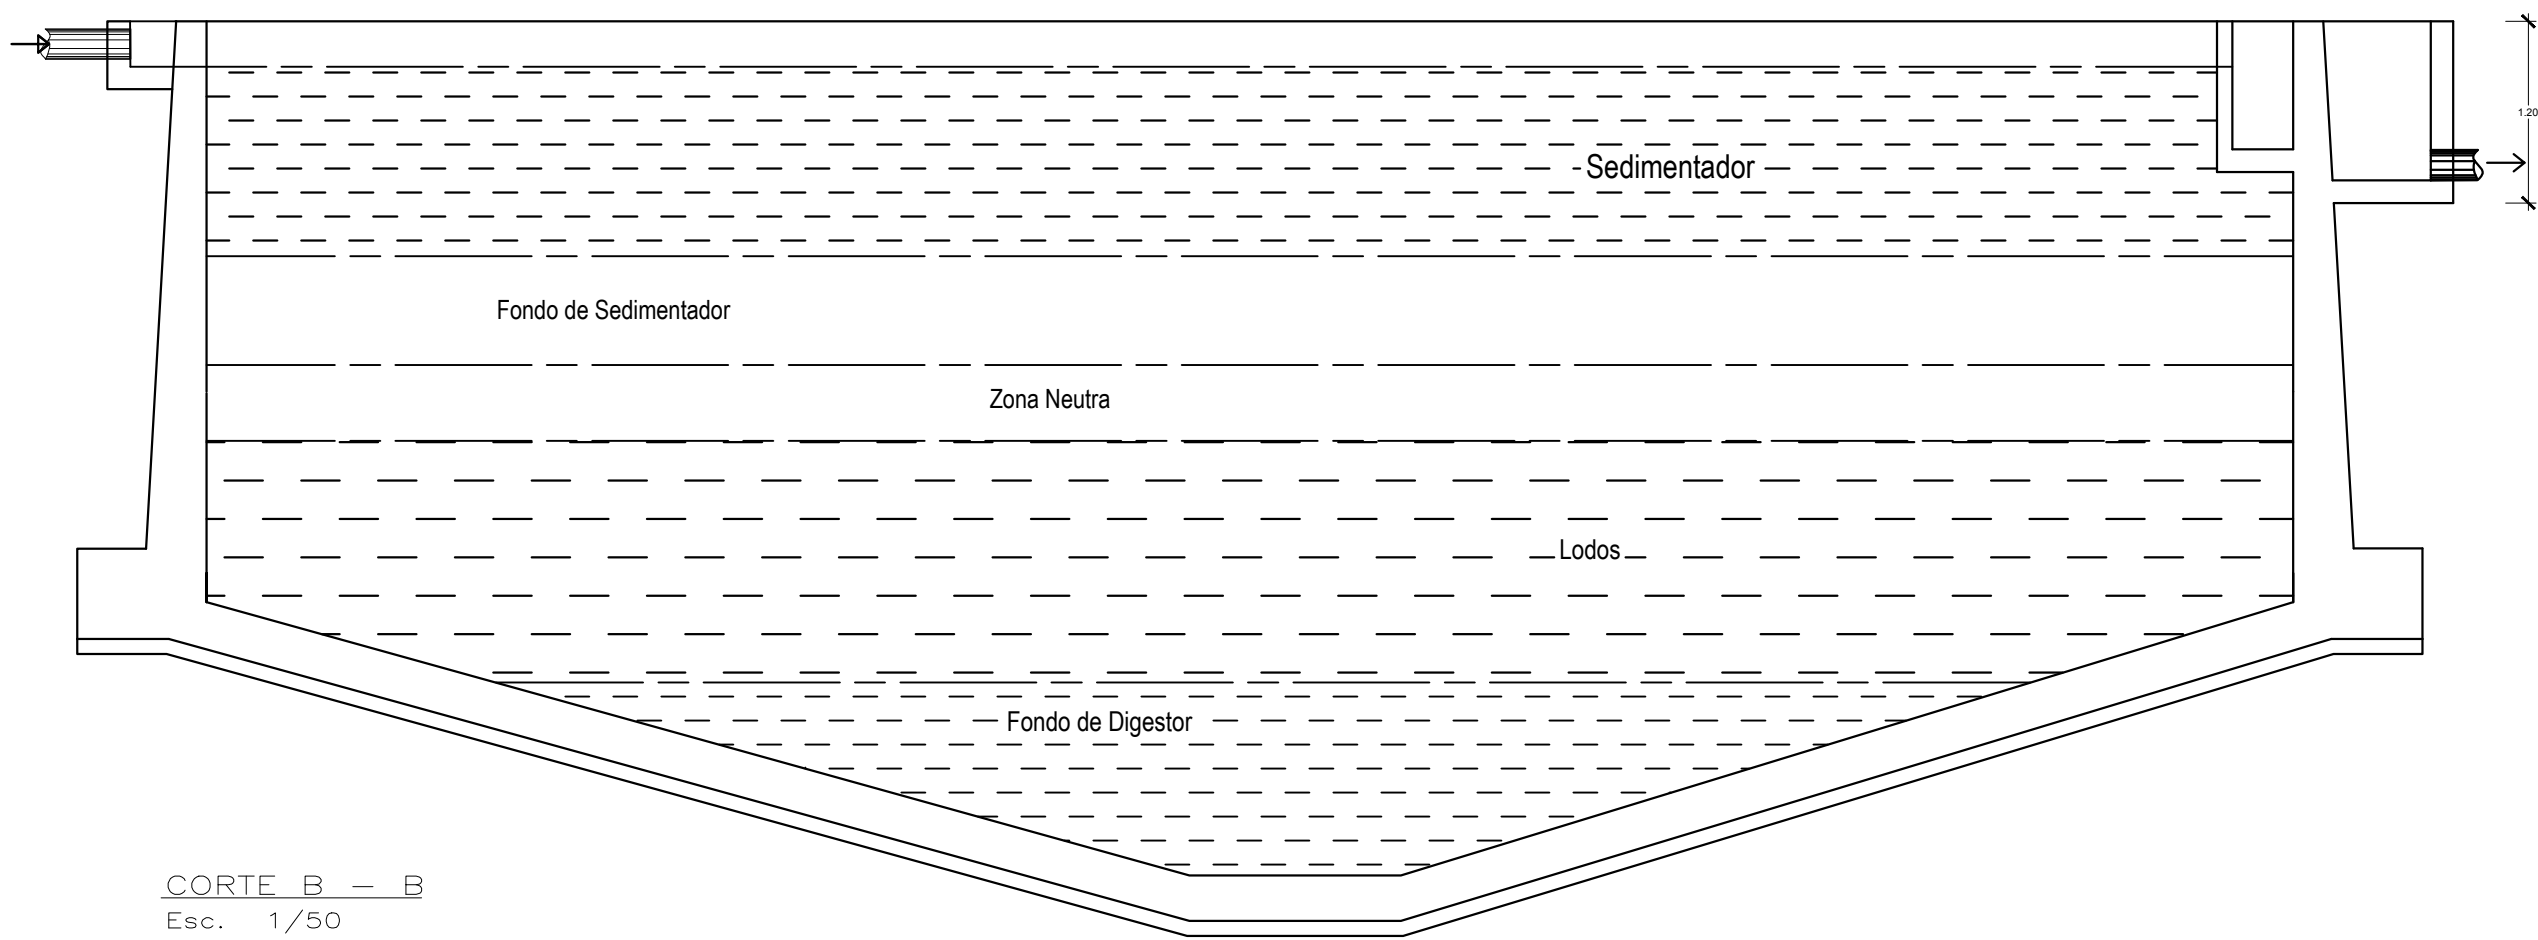 1.20
Sedimentador
Fondo de Sedimentador
Zona Neutra
Lodos
Fondo de Digestor
CORTE B - B
Esc. 1/50